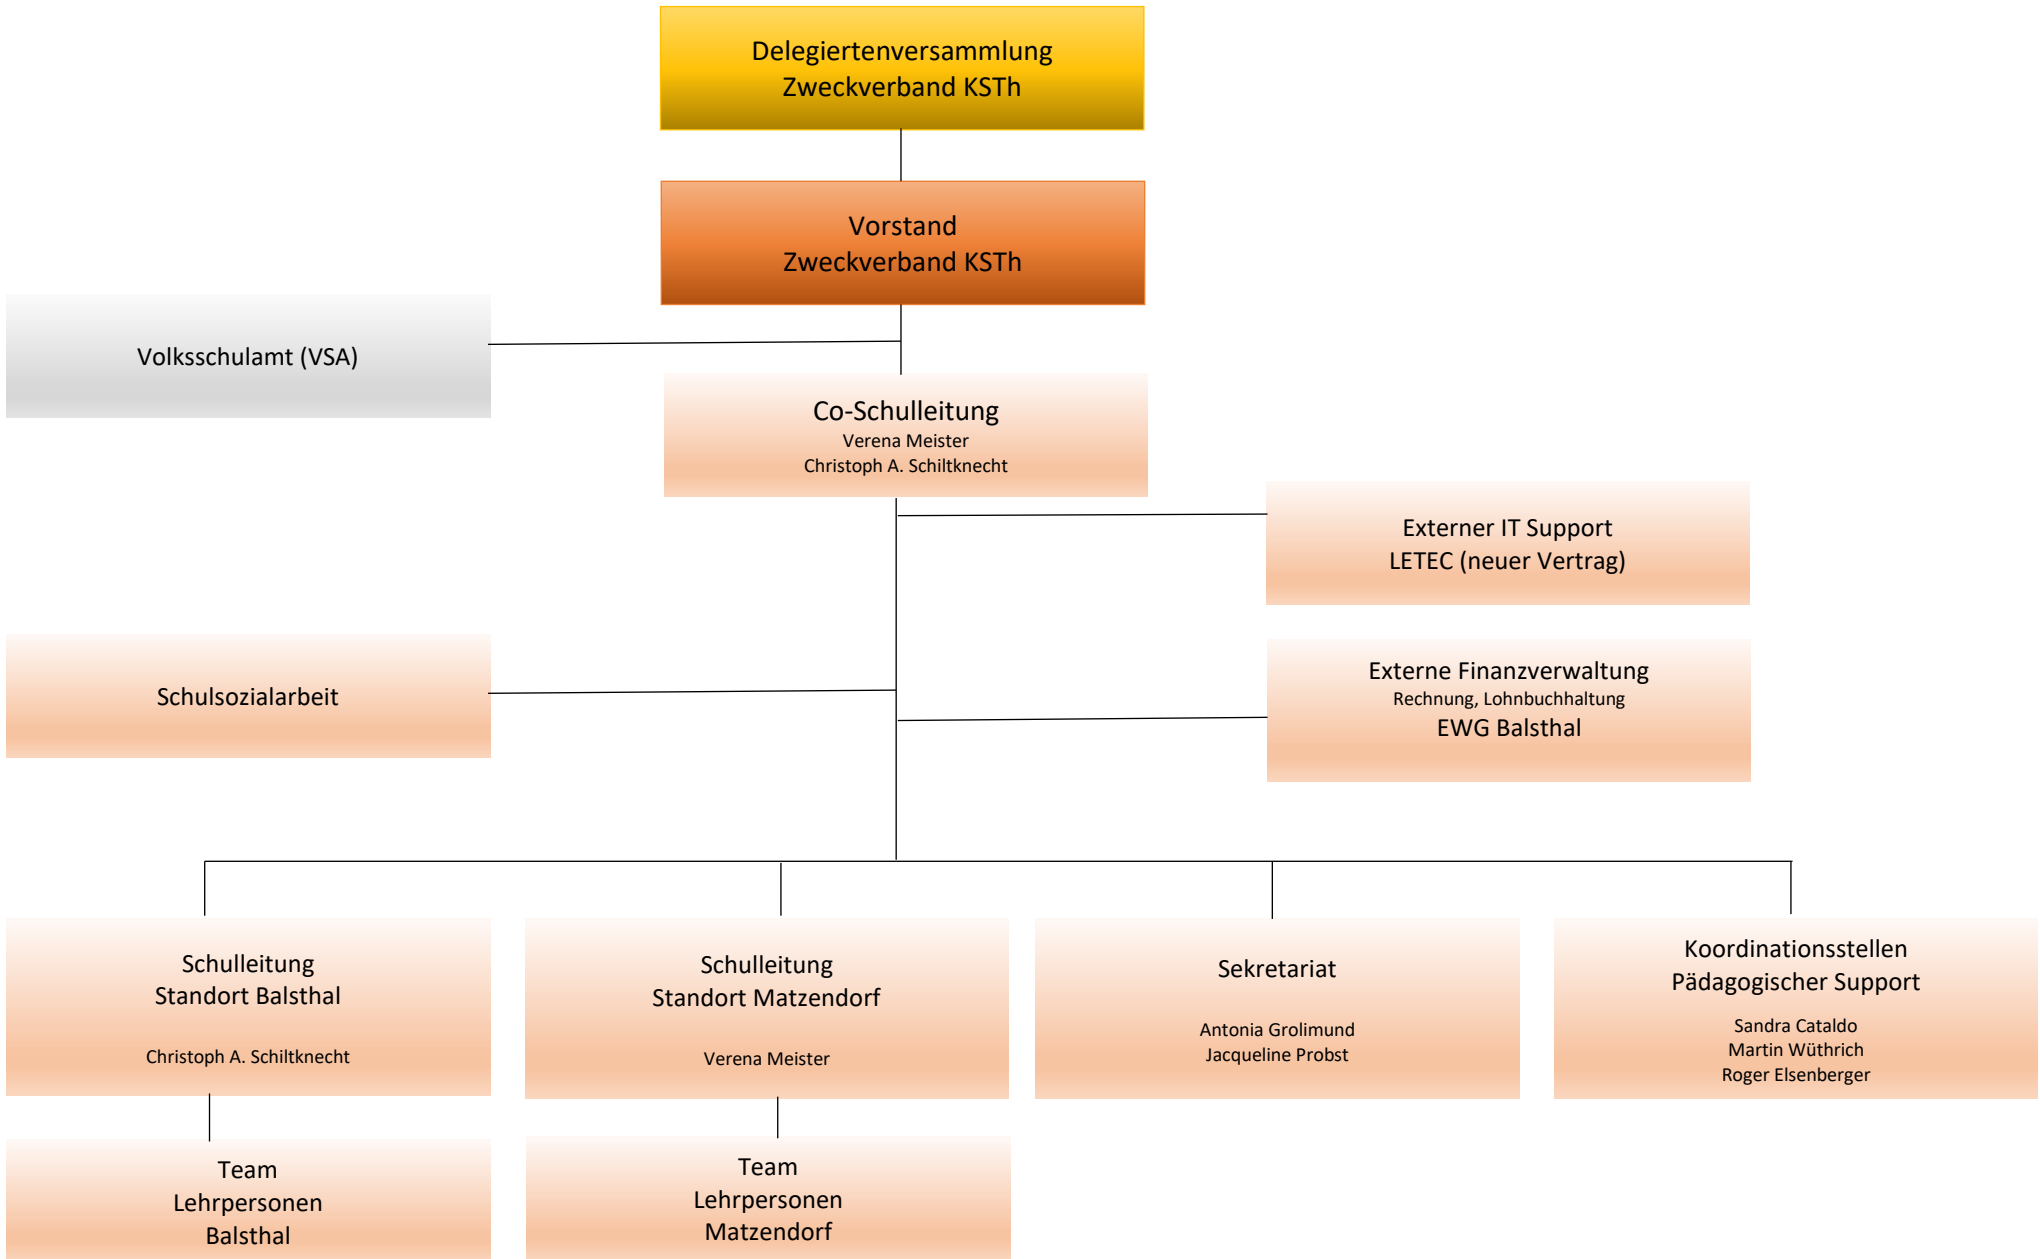 Delegiertenversammlung
Zweckverband KSTh
Vorstand
Zweckverband KSTh
Volksschulamt (VSA)
Co-Schulleitung
Verena Meister
Christoph A. Schiltknecht
Externer IT Support
LETEC (neuer Vertrag)
Schulsozialarbeit
Externe Finanzverwaltung
Rechnung, Lohnbuchhaltung
EWG Balsthal
Schulleitung
Standort Balsthal
Christoph A. Schiltknecht
Schulleitung
Standort Matzendorf
Verena Meister
Sekretariat
Antonia Grolimund
Jacqueline Probst
Koordinationsstellen
Pädagogischer Support
Sandra Cataldo
Martin Wüthrich
Roger Elsenberger
Team
Lehrpersonen
Balsthal
Team
Lehrpersonen
Matzendorf